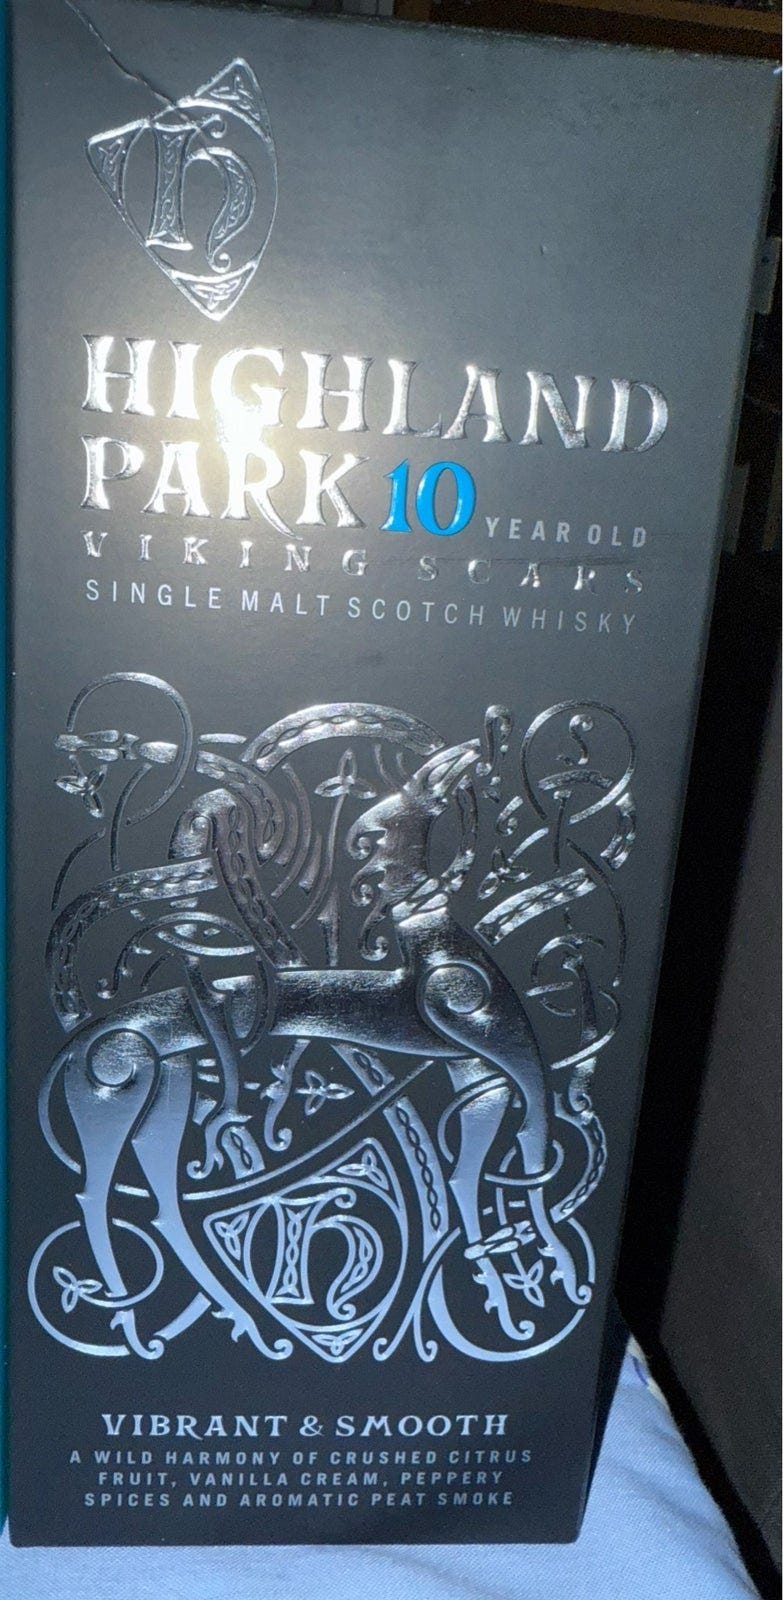 HIGHLAND
PARK 10 YEAR OLD
VIKING SCARS
SINGLE MALT SCOTCH WHISKY
VIBRANT & SMOOTH
A WILD HARMONY OF CRUSHED CITRUS
FRUIT, VANILLA CREAM, PEPPERY
SPICES AND AROMATIC PEAT SMOKE